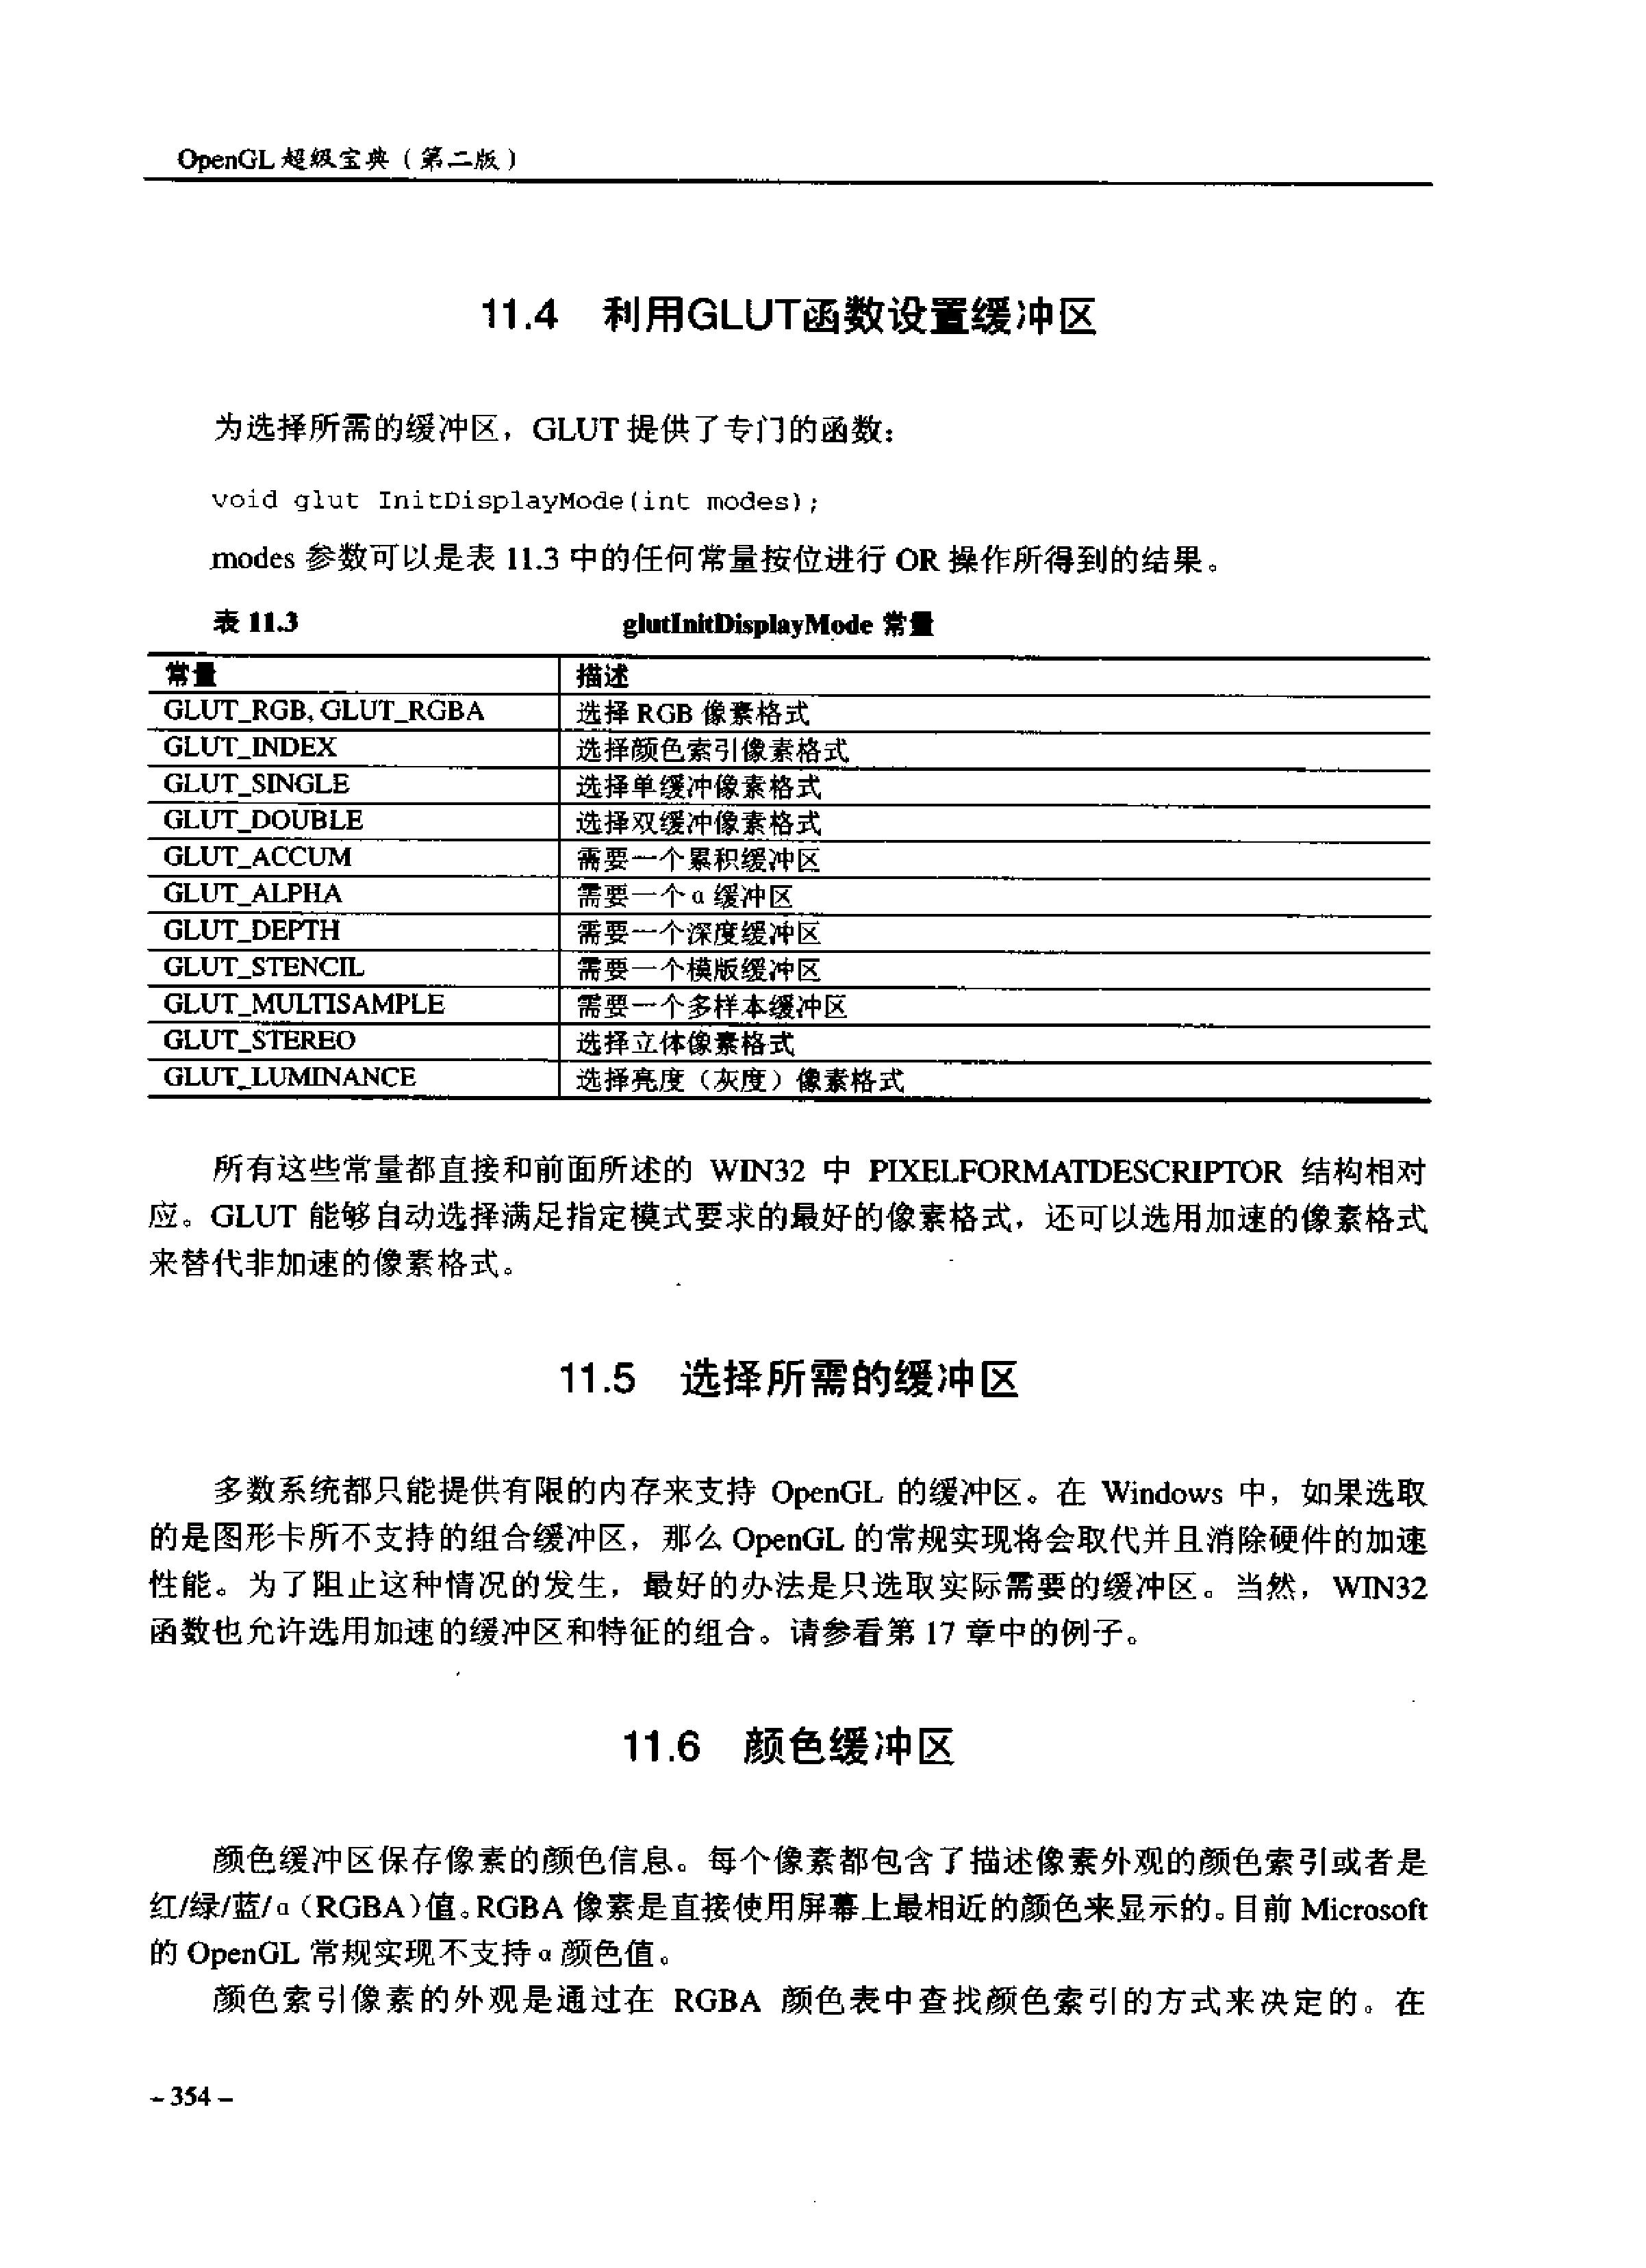 OpenGL 超级宝典（第二版）
11.4 利用GLUT函数设置缓冲区
为选择所需的缓冲区，GLUT 提供了专门的函数：
void glut InitDisplayMode(int modes);
modes 参数可以是表 11.3 中的任何常量按位进行 OR 操作所得到的结果。
表 11.3 glutInitDisplayMode 常量
常量 描述
GLUT_RGB, GLUT_RGBA 选择 RGB 像素格式
GLUT_INDEX 选择颜色索引像素格式
GLUT_SINGLE 选择单缓冲像素格式
GLUT_DOUBLE 选择双缓冲像素格式
GLUT_ACCUM 需要一个累积缓冲区
GLUT_ALPHA 需要一个 α 缓冲区
GLUT_DEPTH 需要一个深度缓冲区
GLUT_STENCIL 需要一个模版缓冲区
GLUT_MULTISAMPLE 需要一个多样本缓冲区
GLUT_STEREO 选择立体像素格式
GLUT_LUMINANCE 选择亮度（灰度）像素格式
所有这些常量都直接和前面所述的 WIN32 中 PIXELFORMATDESCRIPTOR 结构相对
应。GLUT 能够自动选择满足指定模式要求的最好的像素格式，还可以选用加速的像素格式
来替代非加速的像素格式。
11.5 选择所需的缓冲区
多数系统都只能提供有限的内存来支持 OpenGL 的缓冲区。在 Windows 中，如果选取
的是图形卡所不支持的组合缓冲区，那么 OpenGL 的常规实现将会取代并且消除硬件的加速
性能。为了阻止这种情况的发生，最好的办法是只选取实际需要的缓冲区。当然，WIN32
函数也允许选用加速的缓冲区和特征的组合。请参看第 17 章中的例子。
11.6 颜色缓冲区
颜色缓冲区保存像素的颜色信息。每个像素都包含了描述像素外观的颜色索引或者是
红/绿/蓝/α（RGBA）值。RGBA 像素是直接使用屏幕上最相近的颜色来显示的。目前 Microsoft
的 OpenGL 常规实现不支持 α 颜色值。
颜色索引像素的外观是通过在 RGBA 颜色表中查找颜色索引的方式来决定的。在
- 354 -